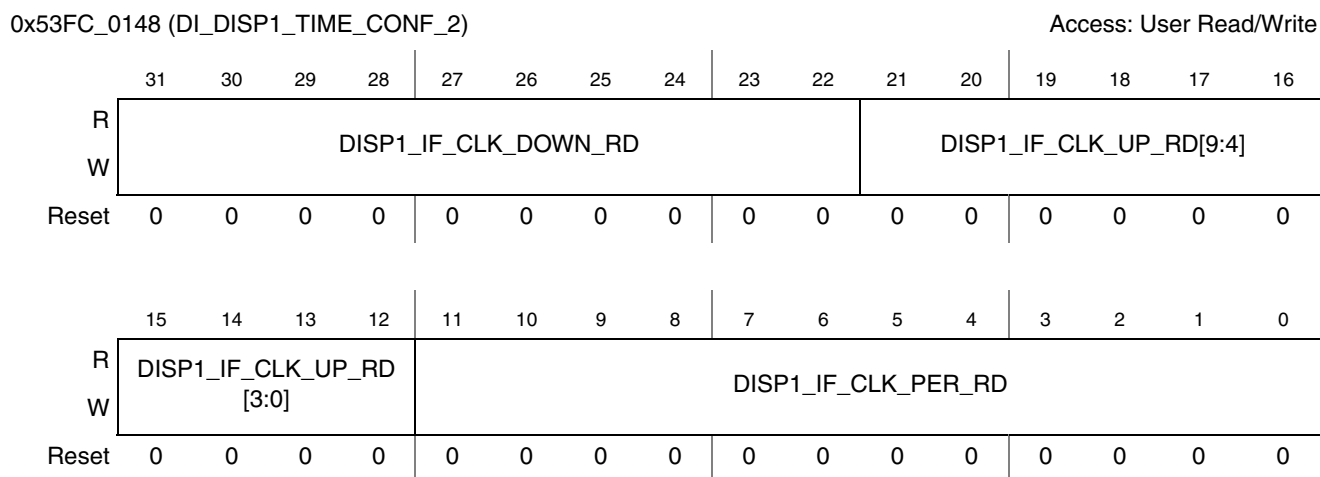 0x53FC_0148 (DI_DISP1_TIME_CONF_2) Access: User Read/Write
31 30 29 28 27 26 25 24 23 22 21 20 19 18 17 16
R
DISP1_IF_CLK_DOWN_RD DISP1_IF_CLK_UP_RD[9:4]
W
Reset 0 0 0 0 0 0 0 0 0 0 0 0 0 0 0 0
15 14 13 12 11 10 9 8 7 6 5 4 3 2 1 0
R DISP1_IF_CLK_UP_RD
DISP1_IF_CLK_PER_RD
W [3:0]
Reset 0 0 0 0 0 0 0 0 0 0 0 0 0 0 0 0